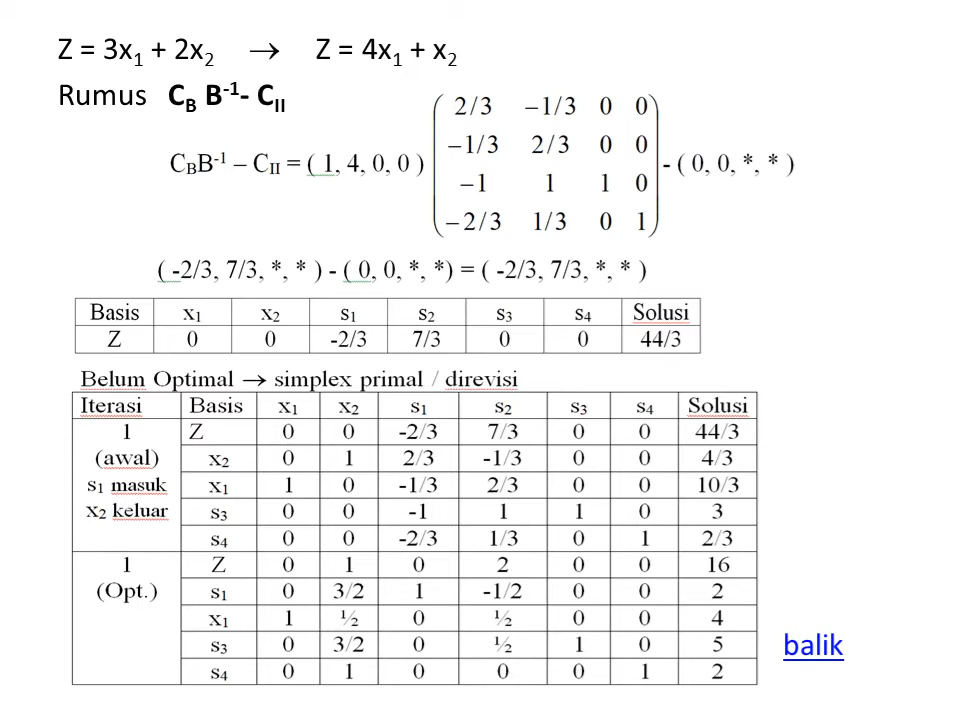 Z = 3x₁ + 2x₂ → Z = 4x₁ + x₂
Rumus C_B B⁻¹- C_II
C_BB⁻¹ – C_II = ( 1, 4, 0, 0 ) ( 2/3 –1/3 0 0 ; –1/3 2/3 0 0 ; –1 1 1 0 ; –2/3 1/3 0 1 ) - ( 0, 0, *, * )
( -2/3, 7/3, *, * ) - ( 0, 0, *, *) = ( -2/3, 7/3, *, * )
Basis x₁ x₂ s₁ s₂ s₃ s₄ Solusi
Z 0 0 -2/3 7/3 0 0 44/3
Belum Optimal → simplex primal / direvisi
Iterasi Basis x₁ x₂ s₁ s₂ s₃ s₄ Solusi
1 Z 0 0 -2/3 7/3 0 0 44/3
(awal) x₂ 0 1 2/3 -1/3 0 0 4/3
s₁ masuk x₁ 1 0 -1/3 2/3 0 0 10/3
x₂ keluar s₃ 0 0 -1 1 1 0 3
s₄ 0 0 -2/3 1/3 0 1 2/3
1 Z 0 1 0 2 0 0 16
(Opt.) s₁ 0 3/2 1 -1/2 0 0 2
x₁ 1 ½ 0 ½ 0 0 4
s₃ 0 3/2 0 ½ 1 0 5
s₄ 0 1 0 0 0 1 2
balik